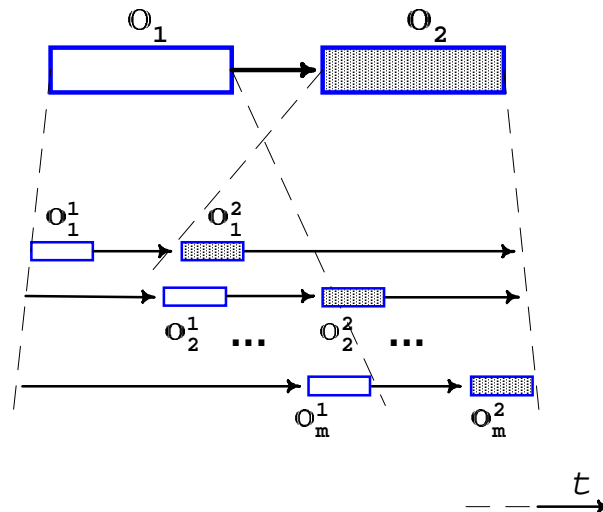 𝕆₁ 𝕆₂
𝕆₁¹ 𝕆₁²
𝕆₂¹ ... 𝕆₂² ...
𝕆ₘ¹ 𝕆ₘ²
t